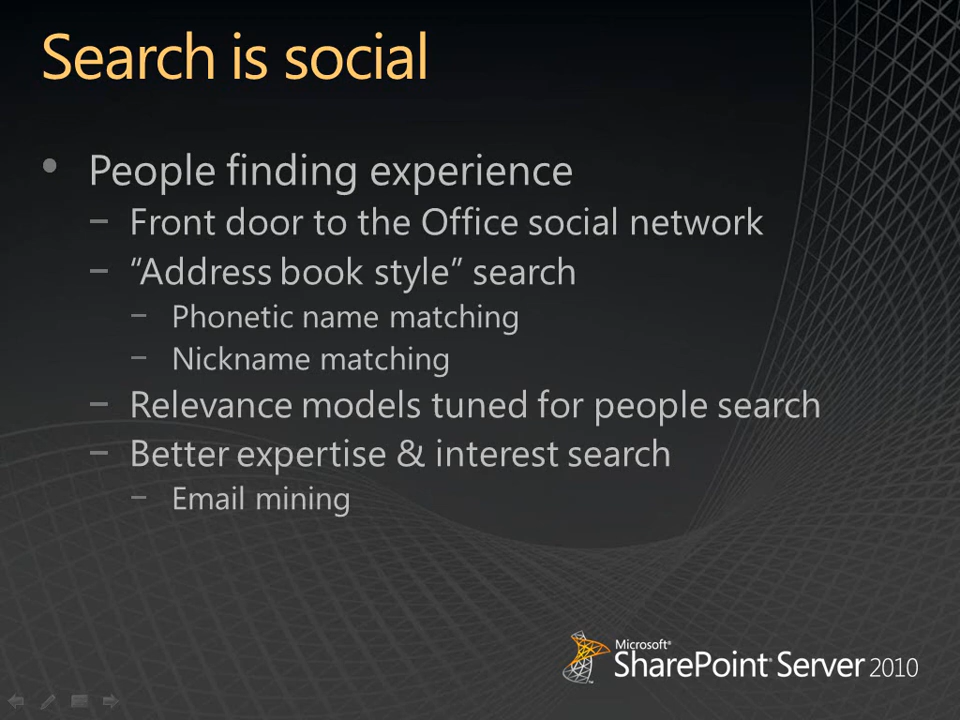 Search is social
• People finding experience
− Front door to the Office social network
− “Address book style” search
− Phonetic name matching
− Nickname matching
− Relevance models tuned for people search
− Better expertise & interest search
− Email mining
Microsoft®
SharePoint® Server 2010